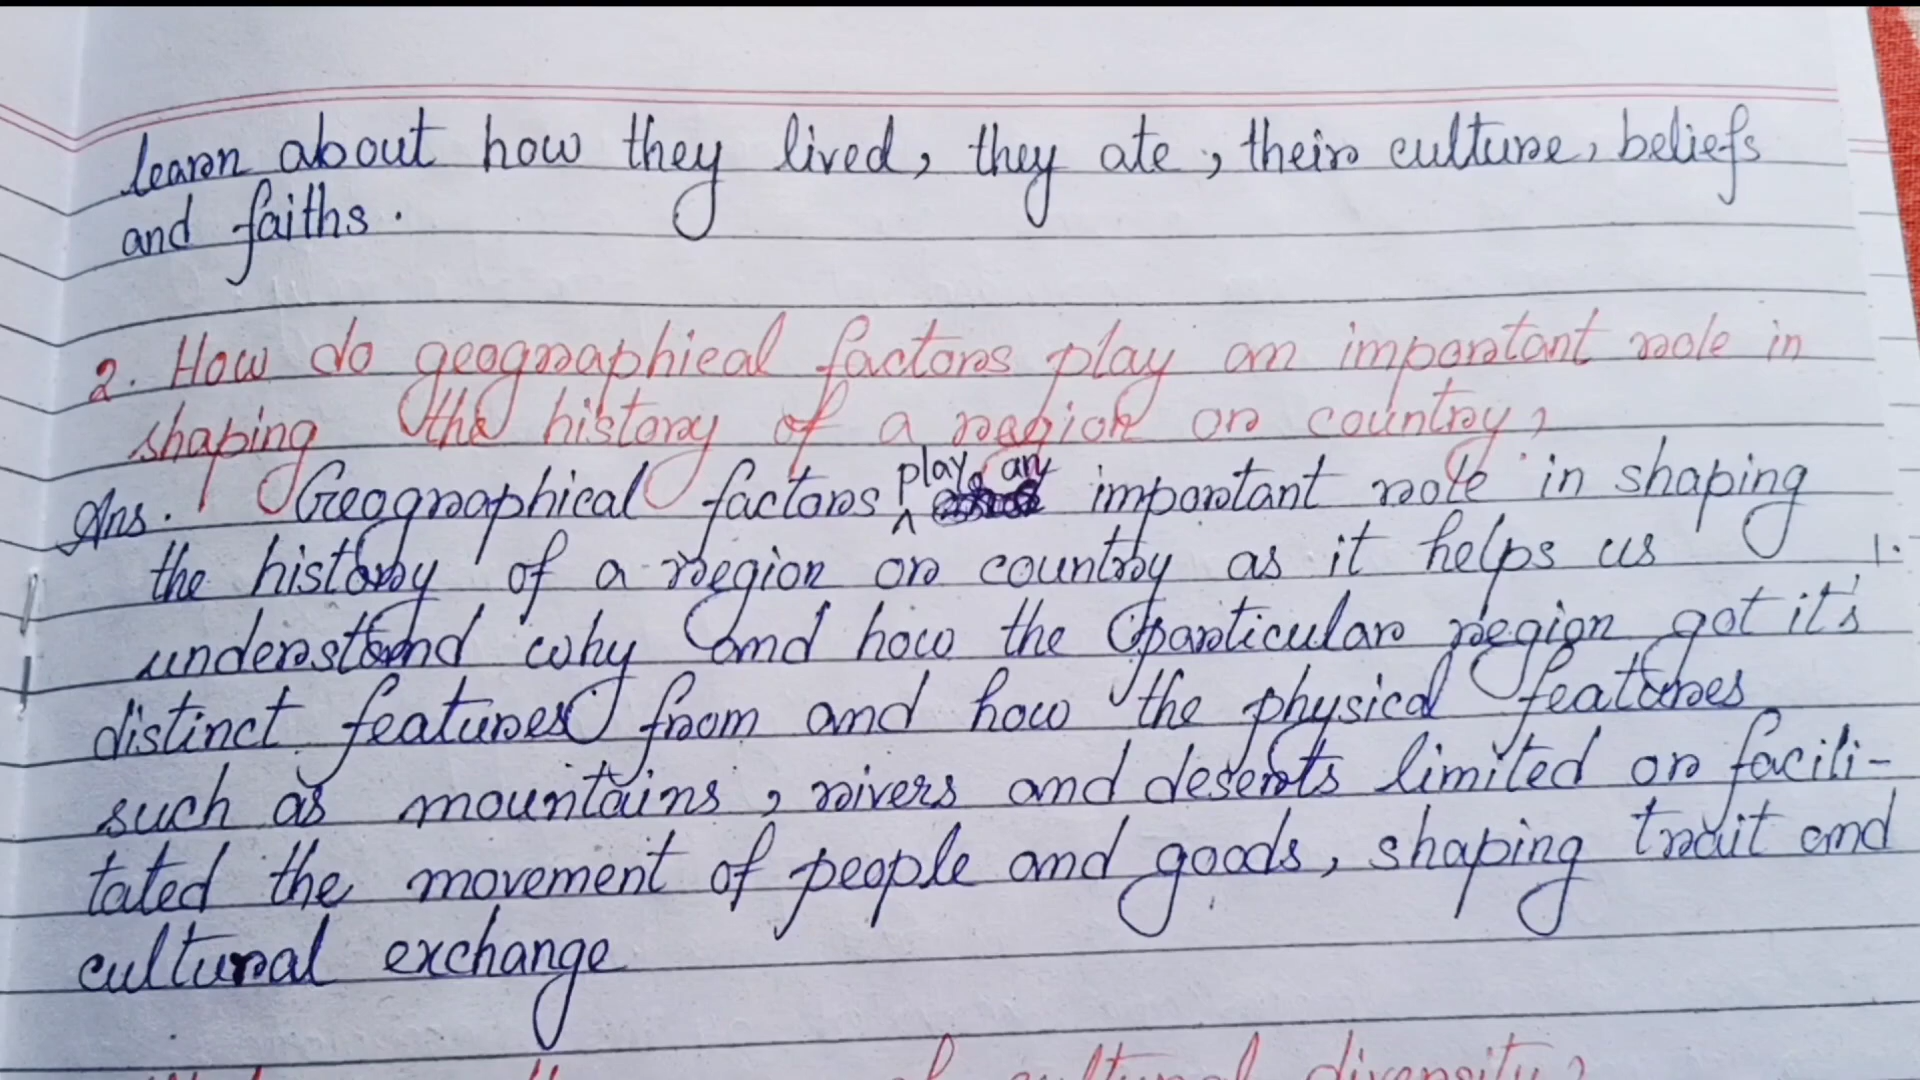 learn about how they lived, they ate, their culture, beliefs
and faiths.
2. How do geographical factors play an important role in
shaping the history of a region or country?
Ans. Geographical factors play an important role in shaping
the history of a region or country as it helps us
1.
understand why and how the particular region got it's
distinct features from and how the physical features
such as mountains, rivers and deserts limited or facili-
tated the movement of people and goods, shaping trait and
cultural exchange
of cultural diversity?